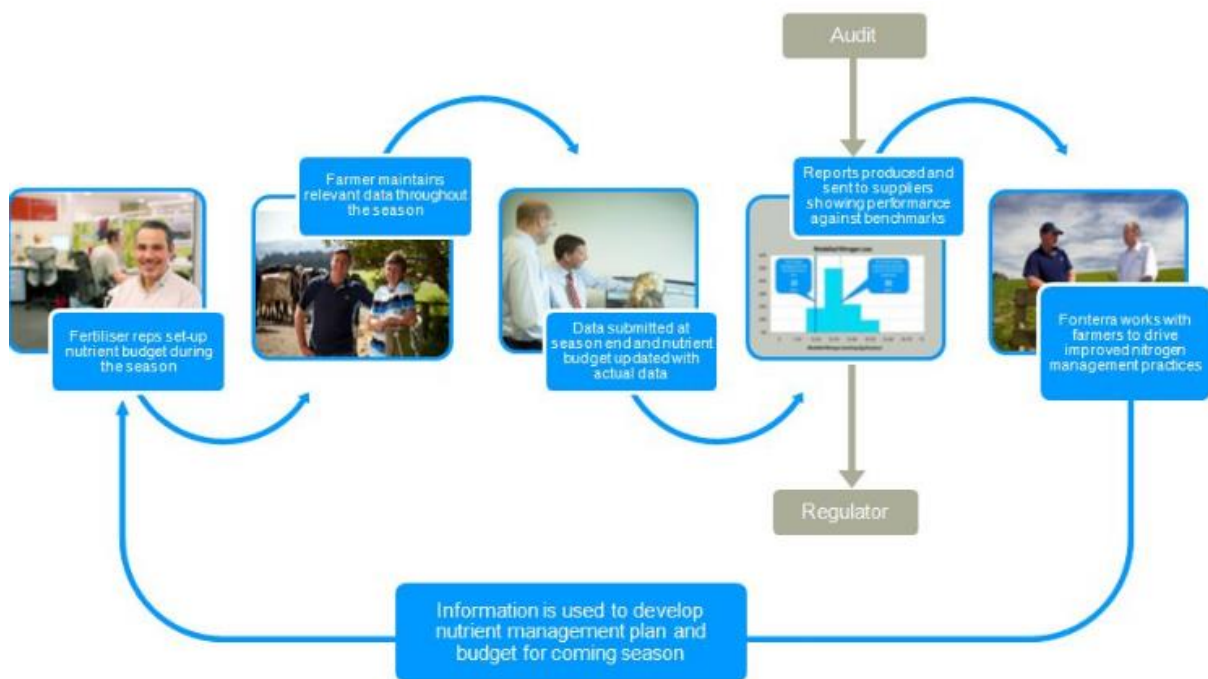 Audit
Farmer maintains
relevant data throughout
the season
Reports produced and
sent to suppliers
showing performance
against benchmarks
Fertiliser reps set-up
nutrient budget during
the season
Data submitted at
season end and nutrient
budget updated with
actual data
Fonterra works with
farmers to drive
improved nitrogen
management practices
Regulator
Information is used to develop
nutrient management plan and
budget for coming season